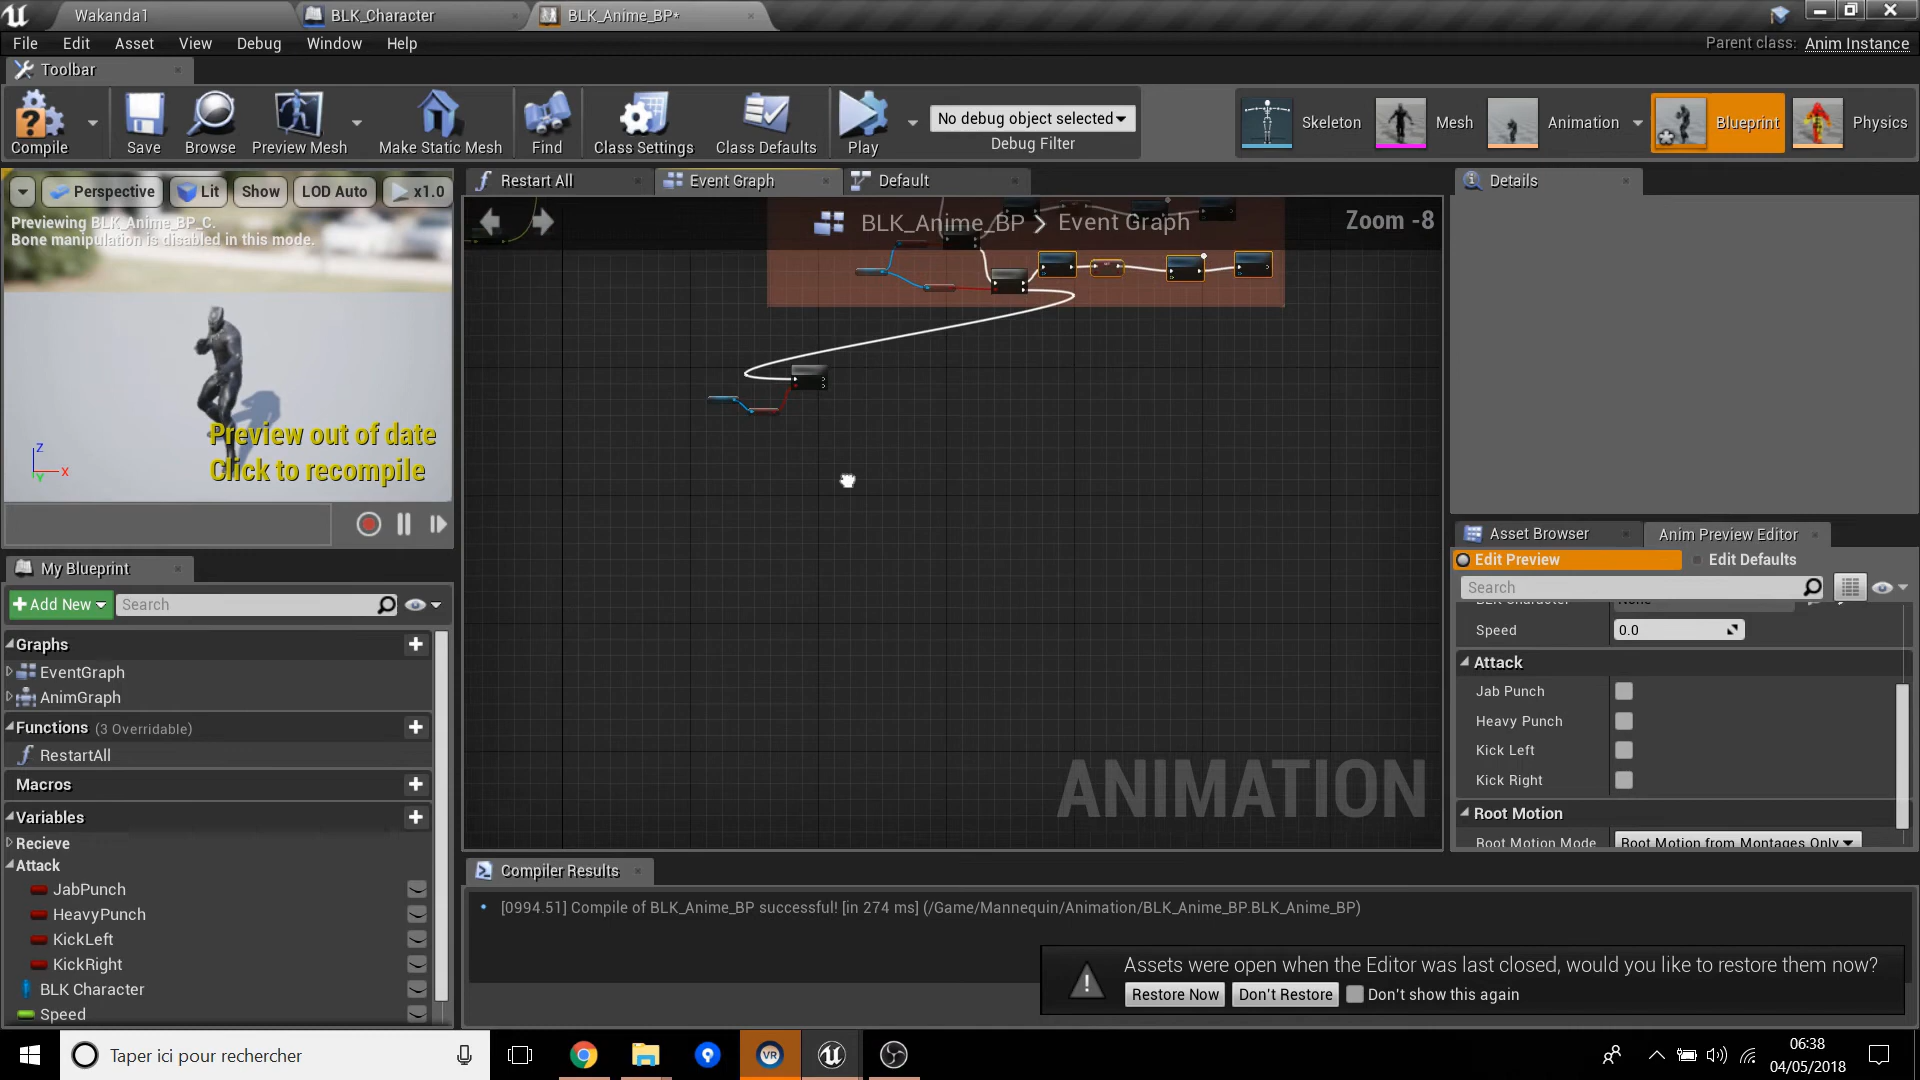 Wakanda1
BLK_Character
BLK_Anime_BP*
File Edit Asset View Debug Window Help
Parent class: Anim Instance
Toolbar
Compile
Save
Browse
Preview Mesh
Make Static Mesh
Find
Class Settings
Class Defaults
Play
No debug object selected
Debug Filter
Skeleton
Mesh
Animation
Blueprint
Physics
Perspective
Lit
Show
LOD Auto
x1.0
Previewing BLK_Anime_BP_C.
Bone manipulation is disabled in this mode.
Preview out of date
Click to recompile
Z
X
Y
Restart All
Event Graph
Default
BLK_Anime_BP > Event Graph
Zoom -8
ANIMATION
Details
My Blueprint
+ Add New
Search
Graphs
EventGraph
AnimGraph
Functions (3 Overridable)
RestartAll
Macros
Variables
Recieve
Attack
JabPunch
HeavyPunch
KickLeft
KickRight
BLK Character
Speed
Asset Browser
Anim Preview Editor
Edit Preview
Edit Defaults
Search
Speed
0.0
Attack
Jab Punch
Heavy Punch
Kick Left
Kick Right
Root Motion
Root Motion Mode
Root Motion from Montages Only
Compiler Results
[0994.51] Compile of BLK_Anime_BP successful! [in 274 ms] (/Game/Mannequin/Animation/BLK_Anime_BP.BLK_Anime_BP)
Assets were open when the Editor was last closed, would you like to restore them now?
Restore Now
Don't Restore
Don't show this again
Taper ici pour rechercher
VR
06:38
04/05/2018